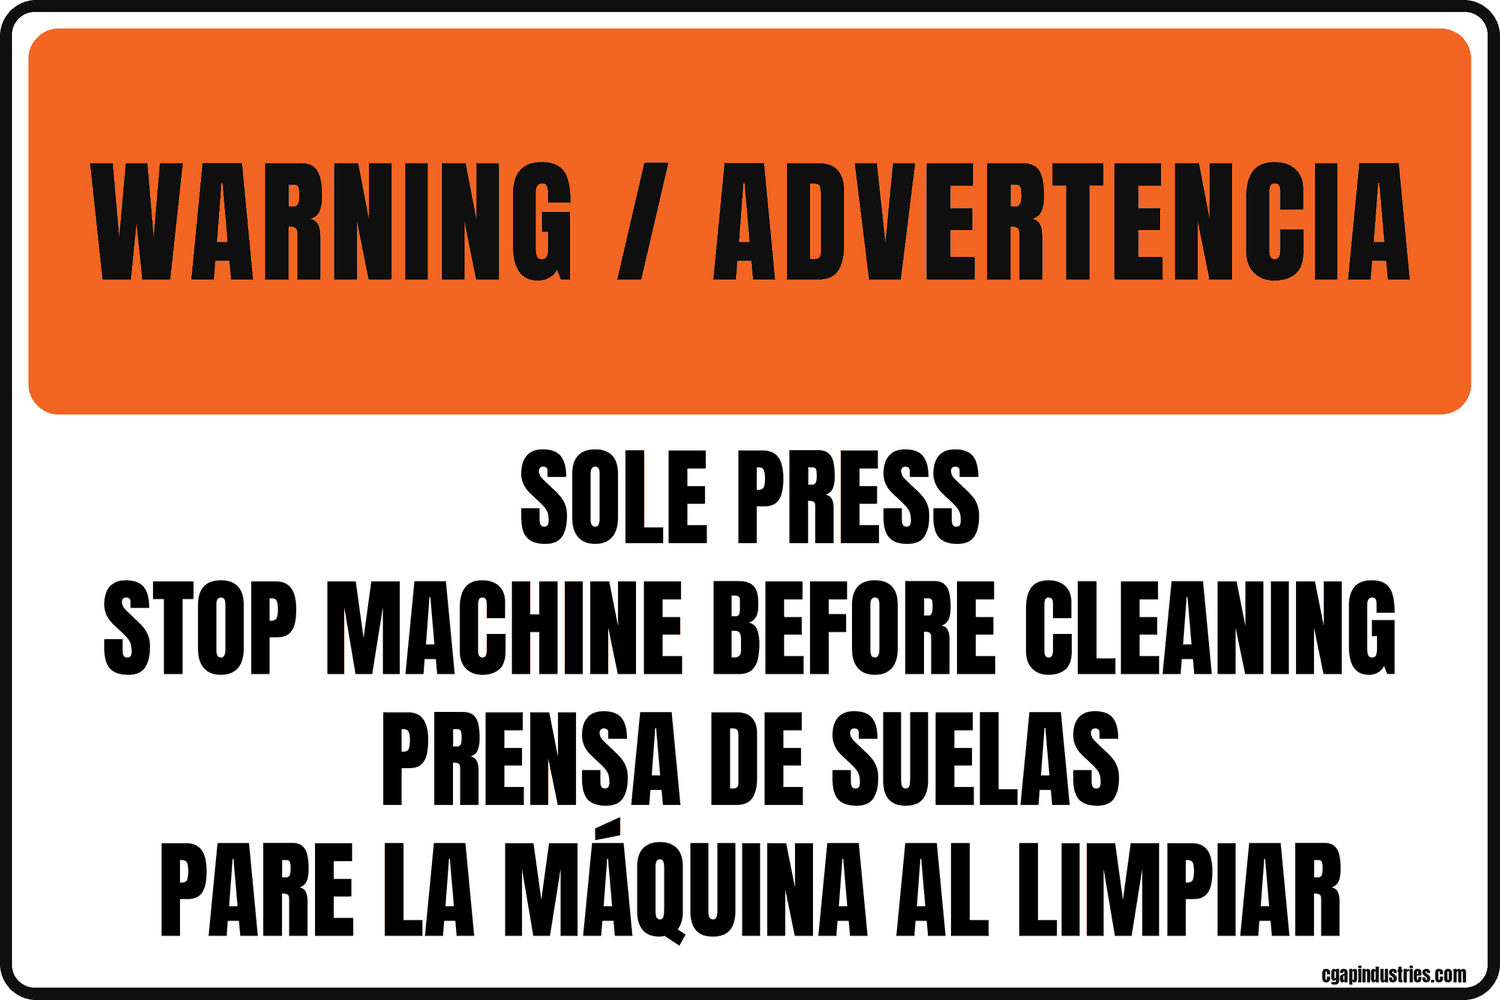 WARNING / ADVERTENCIA
SOLE PRESS
STOP MACHINE BEFORE CLEANING
PRENSA DE SUELAS
PARE LA MÁQUINA AL LIMPIAR
cgapindustries.com